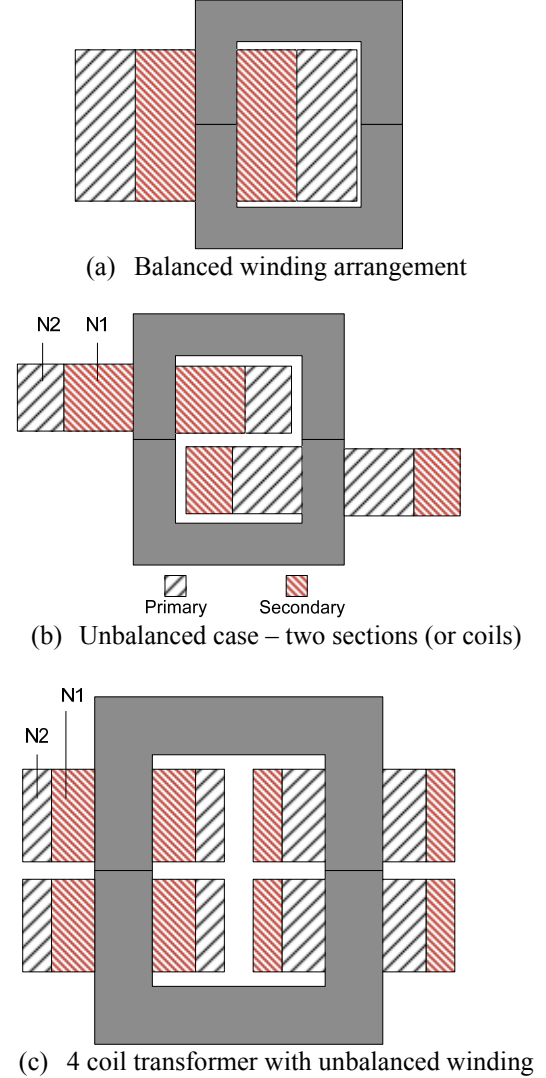 (a) Balanced winding arrangement
N2 N1
Primary Secondary
(b) Unbalanced case – two sections (or coils)
N1
N2
(c) 4 coil transformer with unbalanced winding